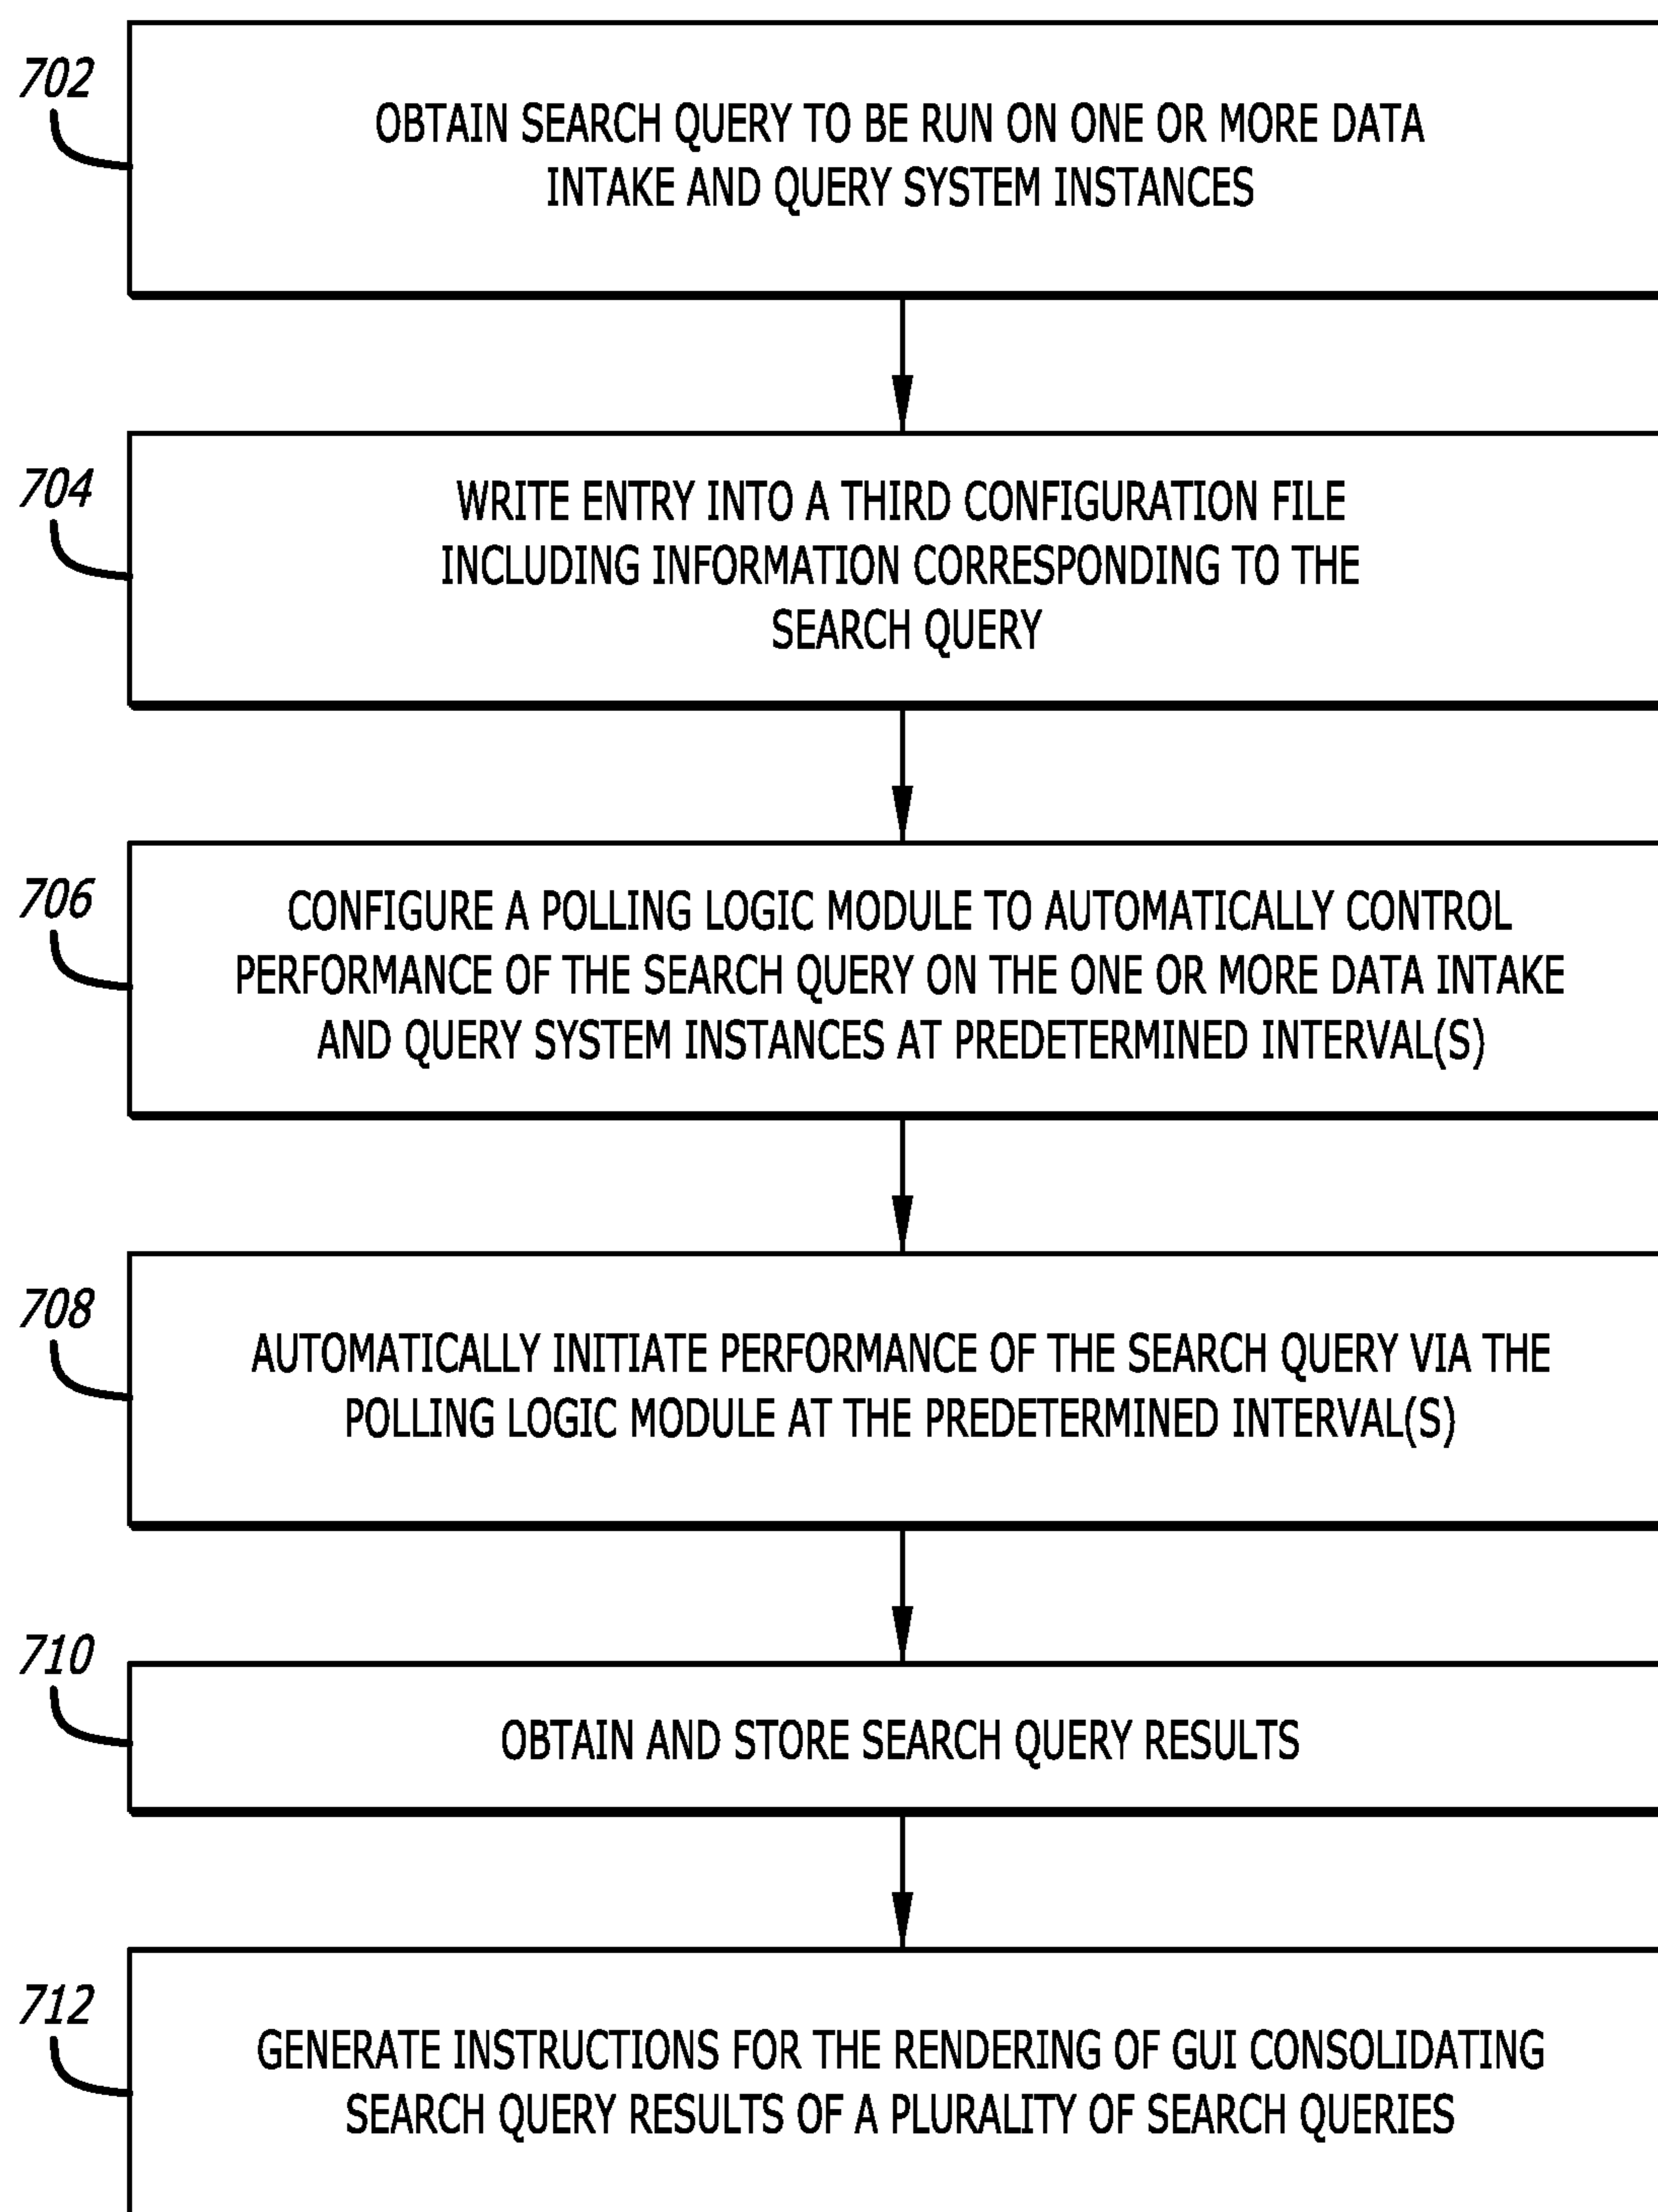 702
OBTAIN SEARCH QUERY TO BE RUN ON ONE OR MORE DATA
INTAKE AND QUERY SYSTEM INSTANCES
704
WRITE ENTRY INTO A THIRD CONFIGURATION FILE
INCLUDING INFORMATION CORRESPONDING TO THE
SEARCH QUERY
706
CONFIGURE A POLLING LOGIC MODULE TO AUTOMATICALLY CONTROL
PERFORMANCE OF THE SEARCH QUERY ON THE ONE OR MORE DATA INTAKE
AND QUERY SYSTEM INSTANCES AT PREDETERMINED INTERVAL(S)
708
AUTOMATICALLY INITIATE PERFORMANCE OF THE SEARCH QUERY VIA THE
POLLING LOGIC MODULE AT THE PREDETERMINED INTERVAL(S)
710
OBTAIN AND STORE SEARCH QUERY RESULTS
712
GENERATE INSTRUCTIONS FOR THE RENDERING OF GUI CONSOLIDATING
SEARCH QUERY RESULTS OF A PLURALITY OF SEARCH QUERIES